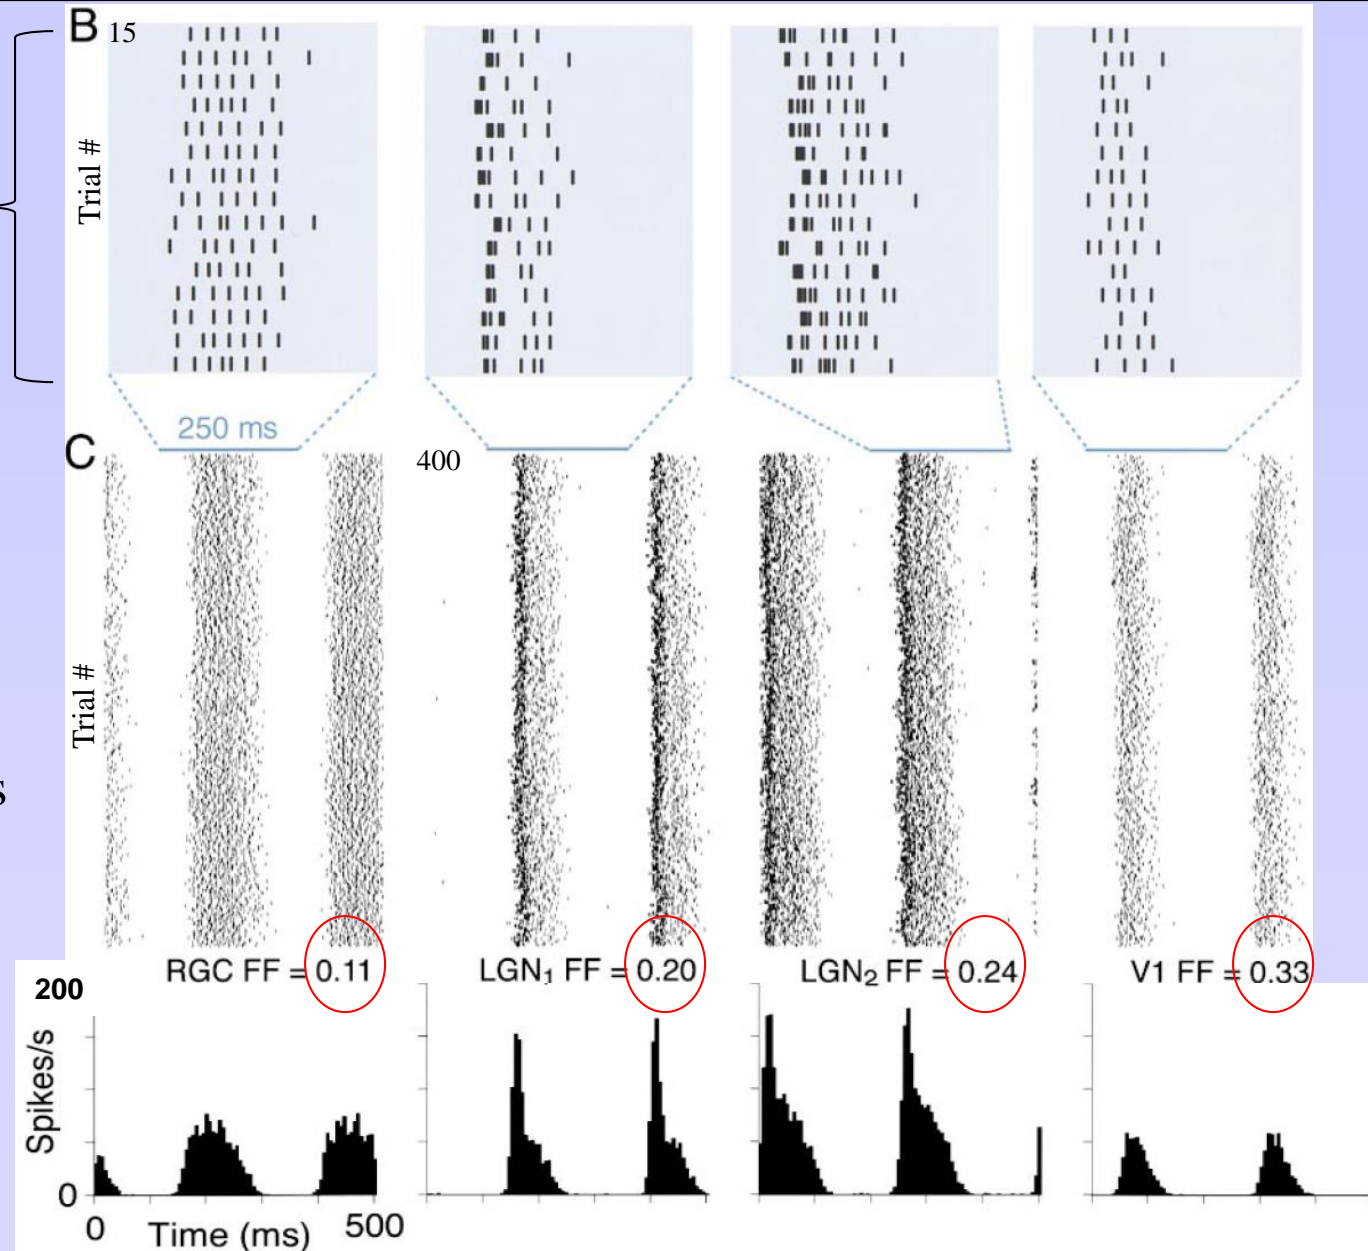 B 15
Trial #
250 ms
C
400
Trial #
s
RGC FF = 0.11
LGN₁ FF = 0.20
LGN₂ FF = 0.24
V1 FF = 0.33
200
Spikes/s
0
0
Time (ms)
500